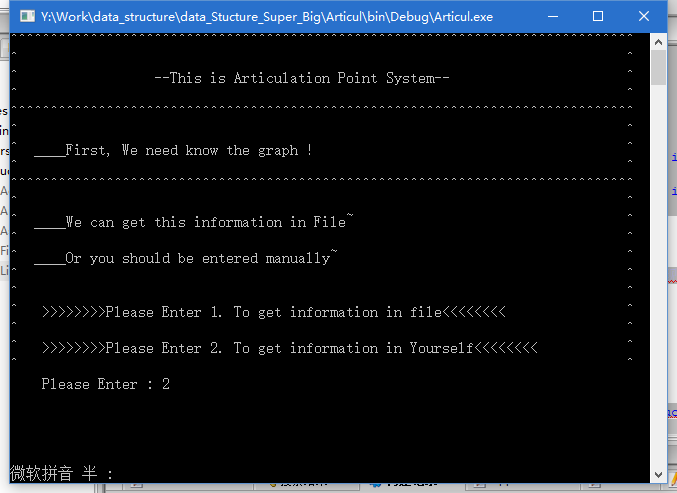 Y:\Work\data_structure\data_Stucture_Super_Big\Articul\bin\Debug\Articul.exe
--This is Articulation Point System--
____First, We need know the graph !
____We can get this information in File~
____Or you should be entered manually~
>>>>>>>>Please Enter 1. To get information in file<<<<<<<<
>>>>>>>>Please Enter 2. To get information in Yourself<<<<<<<<
Please Enter : 2
微软拼音 半 :